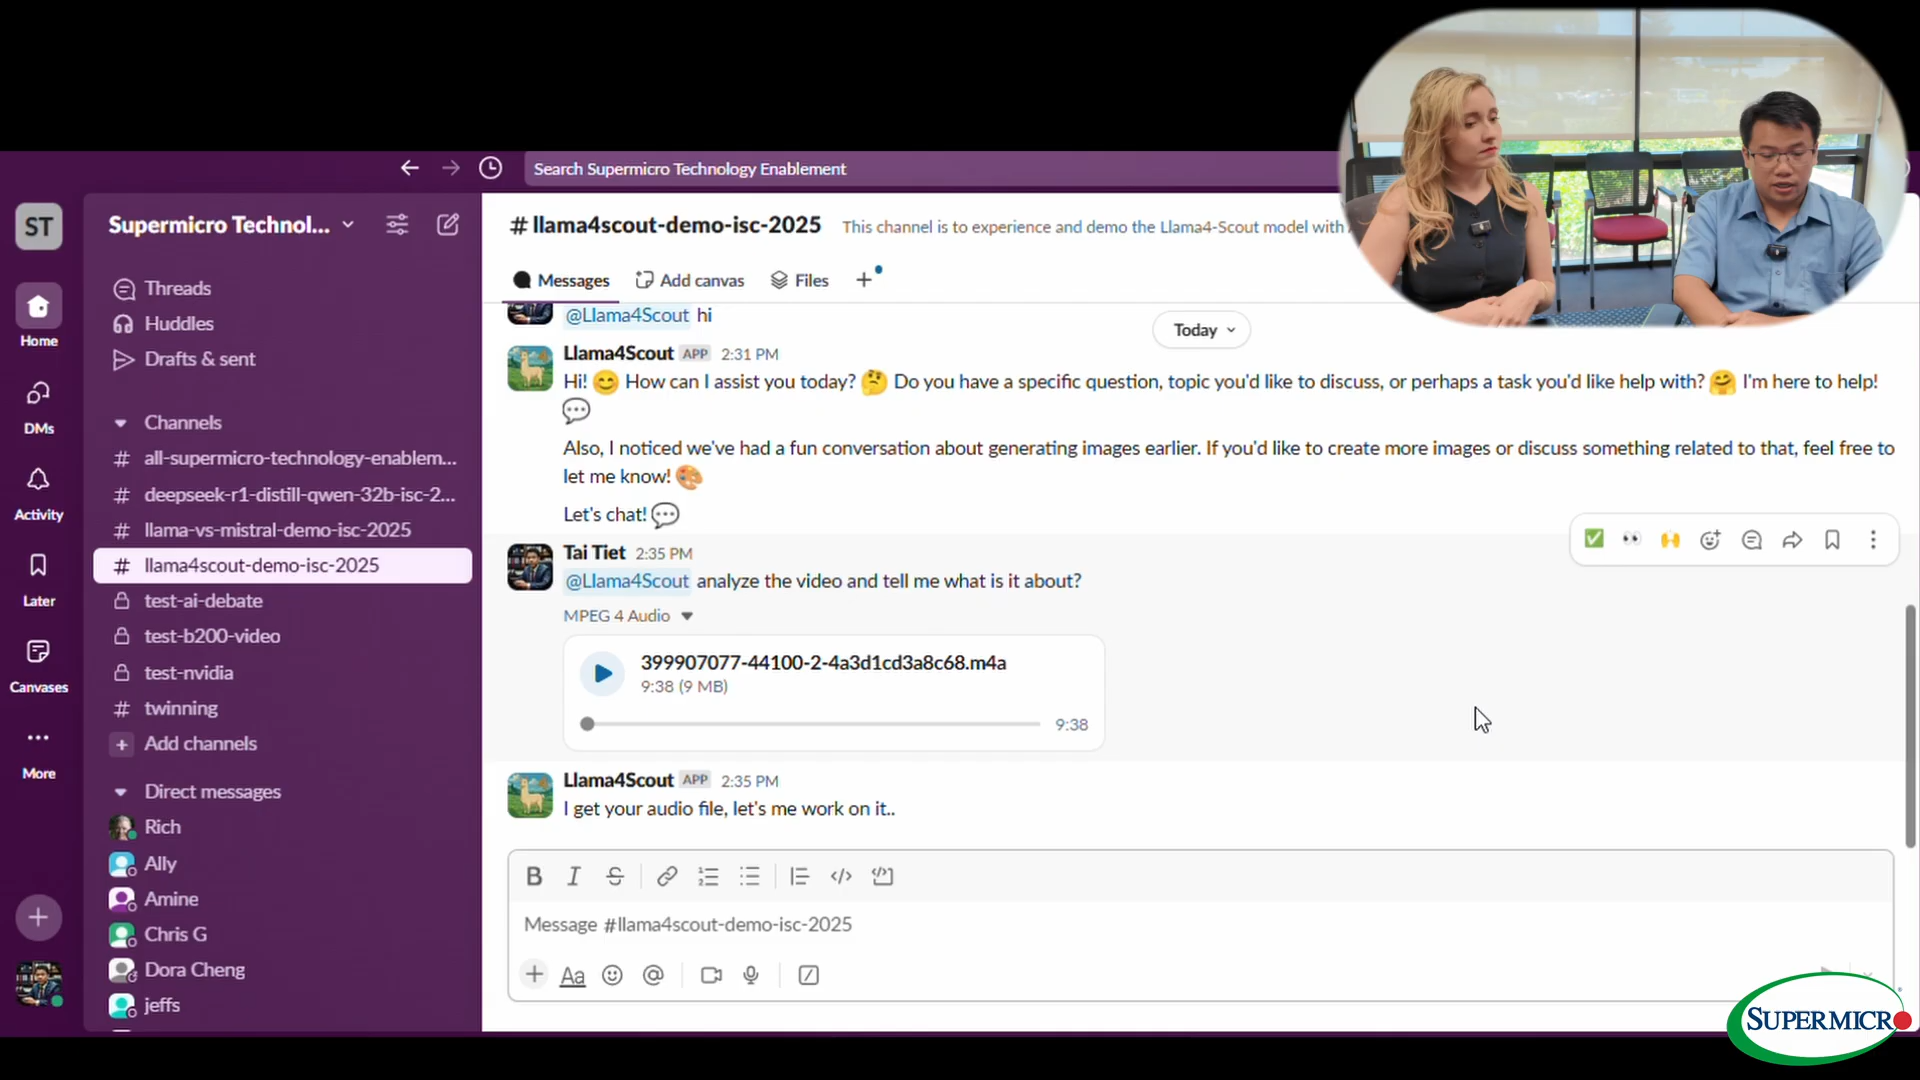 Search Supermicro Technology Enablement
ST
Home
DMs
Activity
Later
Canvases
More
Supermicro Technol...
Threads
Huddles
Drafts & sent
Channels
# all-supermicro-technology-enablem...
# deepseek-r1-distill-qwen-32b-isc-2...
# llama-vs-mistral-demo-isc-2025
# llama4scout-demo-isc-2025
test-ai-debate
test-b200-video
test-nvidia
# twinning
+ Add channels
Direct messages
Rich
Ally
Amine
Chris G
Dora Cheng
jeffs
# llama4scout-demo-isc-2025 This channel is to experience and demo the Llama4-Scout model with
Messages Add canvas Files +
@Llama4Scout hi
Today
Llama4Scout APP 2:31 PM
Hi! 😊 How can I assist you today? 🤔 Do you have a specific question, topic you'd like to discuss, or perhaps a task you'd like help with? 🤗 I'm here to help!
💬
Also, I noticed we've had a fun conversation about generating images earlier. If you'd like to create more images or discuss something related to that, feel free to
let me know! 🎨
Let's chat! 💬
Tai Tiet 2:35 PM
@Llama4Scout analyze the video and tell me what is it about?
MPEG 4 Audio
399907077-44100-2-4a3d1cd3a8c68.m4a
9:38 (9 MB)
9:38
Llama4Scout APP 2:35 PM
I get your audio file, let's me work on it..
B I S
Message #llama4scout-demo-isc-2025
+ Aa @
SUPERMICRO